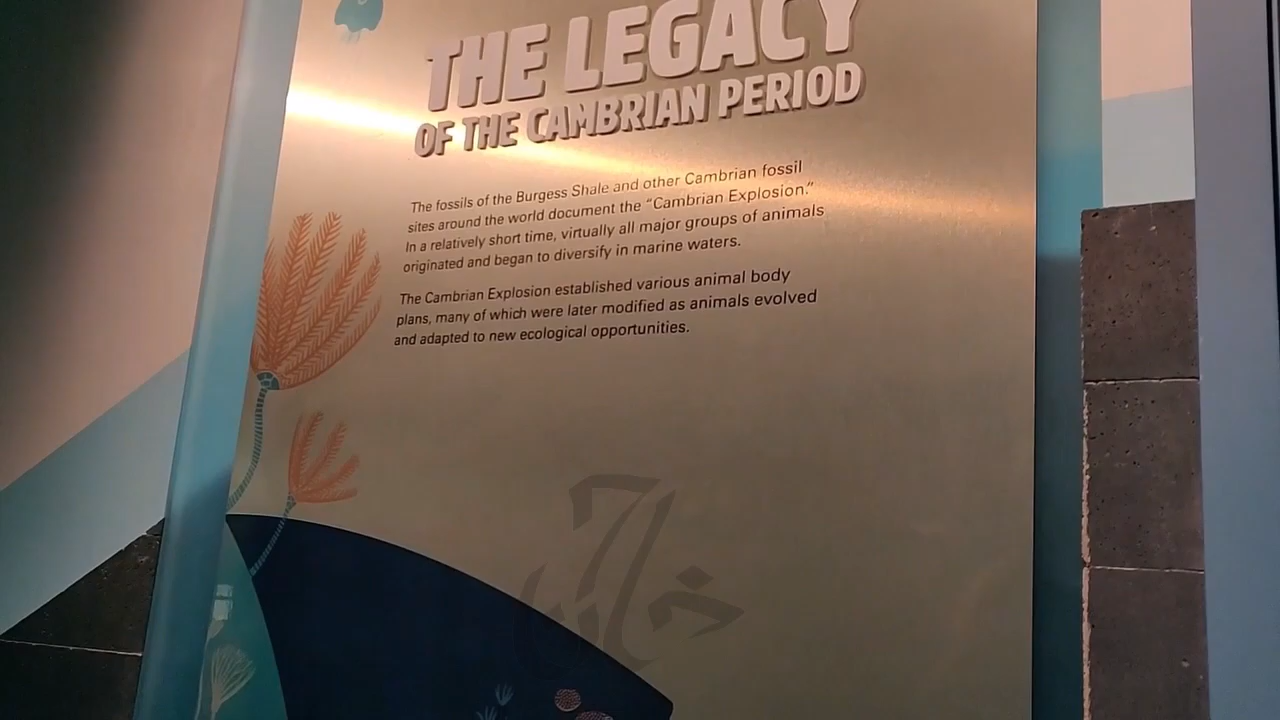 THE LEGACY
OF THE CAMBRIAN PERIOD
The fossils of the Burgess Shale and other Cambrian fossil
sites around the world document the “Cambrian Explosion.”
In a relatively short time, virtually all major groups of animals
originated and began to diversify in marine waters.
The Cambrian Explosion established various animal body
plans, many of which were later modified as animals evolved
and adapted to new ecological opportunities.